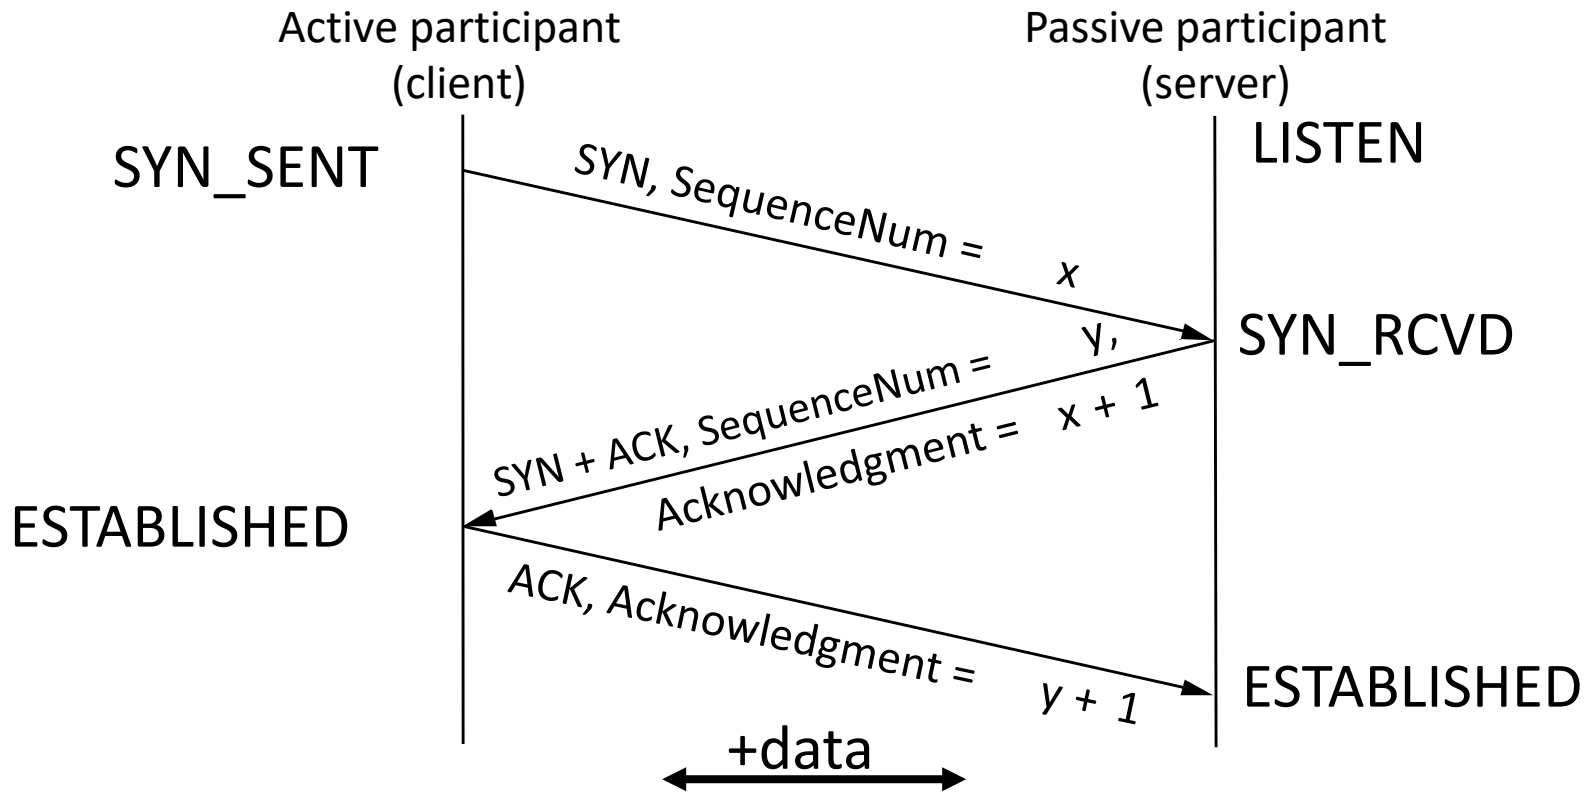 Active participant
(client)
Passive participant
(server)
LISTEN
SYN_SENT
SYN, SequenceNum = x
SYN_RCVD
SYN + ACK, SequenceNum = y,
Acknowledgment = x + 1
ESTABLISHED
ACK, Acknowledgment = y + 1
ESTABLISHED
+data